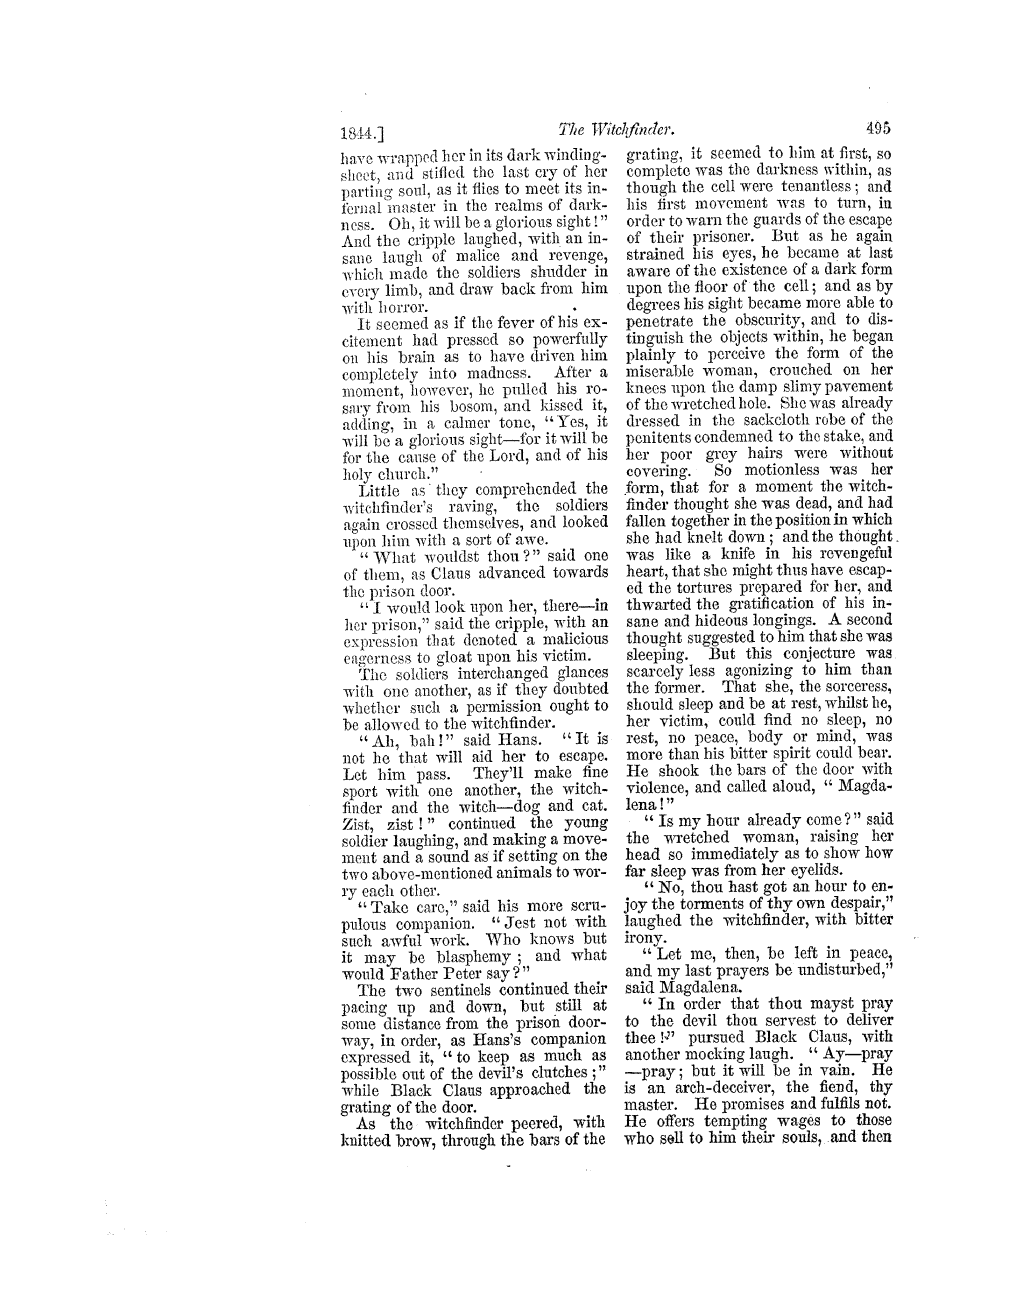 1844.]
The Witchfinder.
495
have wrapped her in its dark winding-
sheet, and stifled the last cry of her
parting soul, as it flies to meet its in-
fernal master in the realms of dark-
ness. Oh, it will be a glorious sight!"
And the cripple laughed, with an in-
sane laugh of malice and revenge,
which made the soldiers shudder in
every limb, and draw back from him
with horror.
It seemed as if the fever of his ex-
citement had pressed so powerfully
on his brain as to have driven him
completely into madness. After a
moment, however, he pulled his ro-
sary from his bosom, and kissed it,
adding, in a calmer tone, "Yes, it
will be a glorious sight—for it will be
for the cause of the Lord, and of his
holy church."
Little as they comprehended the
witchfinder's raving, the soldiers
again crossed themselves, and looked
upon him with a sort of awe.
"What wouldst thou?" said one
of them, as Claus advanced towards
the prison door.
"I would look upon her, there—in
her prison," said the cripple, with an
expression that denoted a malicious
eagerness to gloat upon his victim.
The soldiers interchanged glances
with one another, as if they doubted
whether such a permission ought to
be allowed to the witchfinder.
"Ah, bah!" said Hans. "It is
not he that will aid her to escape.
Let him pass. They'll make fine
sport with one another, the witch-
finder and the witch—dog and cat.
Zist, zist!" continued the young
soldier laughing, and making a move-
ment and a sound as if setting on the
two above-mentioned animals to wor-
ry each other.
"Take care," said his more scru-
pulous companion. "Jest not with
such awful work. Who knows but
it may be blasphemy; and what
would Father Peter say?"
The two sentinels continued their
pacing up and down, but still at
some distance from the prison door-
way, in order, as Hans's companion
expressed it, "to keep as much as
possible out of the devil's clutches;"
while Black Claus approached the
grating of the door.
As the witchfinder peered, with
knitted brow, through the bars of the
grating, it seemed to him at first, so
complete was the darkness within, as
though the cell were tenantless; and
his first movement was to turn, in
order to warn the guards of the escape
of their prisoner. But as he again
strained his eyes, he became at last
aware of the existence of a dark form
upon the floor of the cell; and as by
degrees his sight became more able to
penetrate the obscurity, and to dis-
tinguish the objects within, he began
plainly to perceive the form of the
miserable woman, crouched on her
knees upon the damp slimy pavement
of the wretched hole. She was already
dressed in the sackcloth robe of the
penitents condemned to the stake, and
her poor grey hairs were without
covering. So motionless was her
form, that for a moment the witch-
finder thought she was dead, and had
fallen together in the position in which
she had knelt down; and the thought
was like a knife in his revengeful
heart, that she might thus have escap-
ed the tortures prepared for her, and
thwarted the gratification of his in-
sane and hideous longings. A second
thought suggested to him that she was
sleeping. But this conjecture was
scarcely less agonizing to him than
the former. That she, the sorceress,
should sleep and be at rest, whilst he,
her victim, could find no sleep, no
rest, no peace, body or mind, was
more than his bitter spirit could bear.
He shook the bars of the door with
violence, and called aloud, "Magda-
lena!"
"Is my hour already come?" said
the wretched woman, raising her
head so immediately as to show how
far sleep was from her eyelids.
"No, thou hast got an hour to en-
joy the torments of thy own despair,"
laughed the witchfinder, with bitter
irony.
"Let me, then, be left in peace,
and my last prayers be undisturbed,"
said Magdalena.
"In order that thou mayst pray
to the devil thou servest to deliver
thee!" pursued Black Claus, with
another mocking laugh. "Ay—pray
—pray; but it will be in vain. He
is an arch-deceiver, the fiend, thy
master. He promises and fulfils not.
He offers tempting wages to those
who sell to him their souls, and then